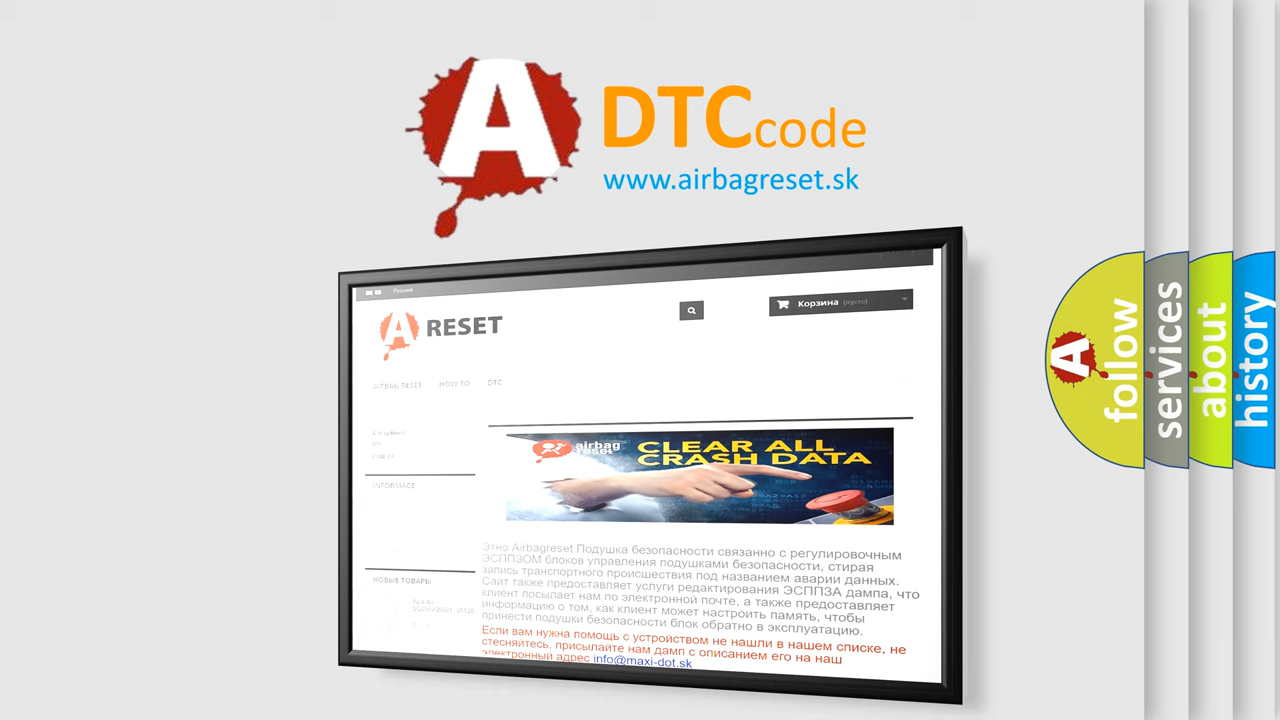 A DTCcode
www.airbagreset.sk
Русский
A RESET
Корзина (пусто)
AIRBAG RESET HOW TO DTC
DTC
INFORMACE
airbag
reset
CLEAR ALL
CRASH DATA
Этно Airbagreset Подушка безопасности связанно с регулировочным
ЭСППЗОМ блоков управления подушками безопасности, стирая
запись транспортного происшествия под названием аварии данных.
Сайт также предоставляет услуги редактирования ЭСППЗА дампа, что
клиент посылает нам по электронной почте, а также предоставляет
информацию о том, как клиент может настроить память, чтобы
принести подушки безопасности блок обратно в эксплуатацию.
Если вам нужна помощь с устройством не нашли в нашем списке, не
стесняйтесь, присылайте нам дамп с описанием его на наш
электронный адрес info@maxi-dot.sk
НОВЫЕ ТОВАРЫ
A
follow
services
about
history